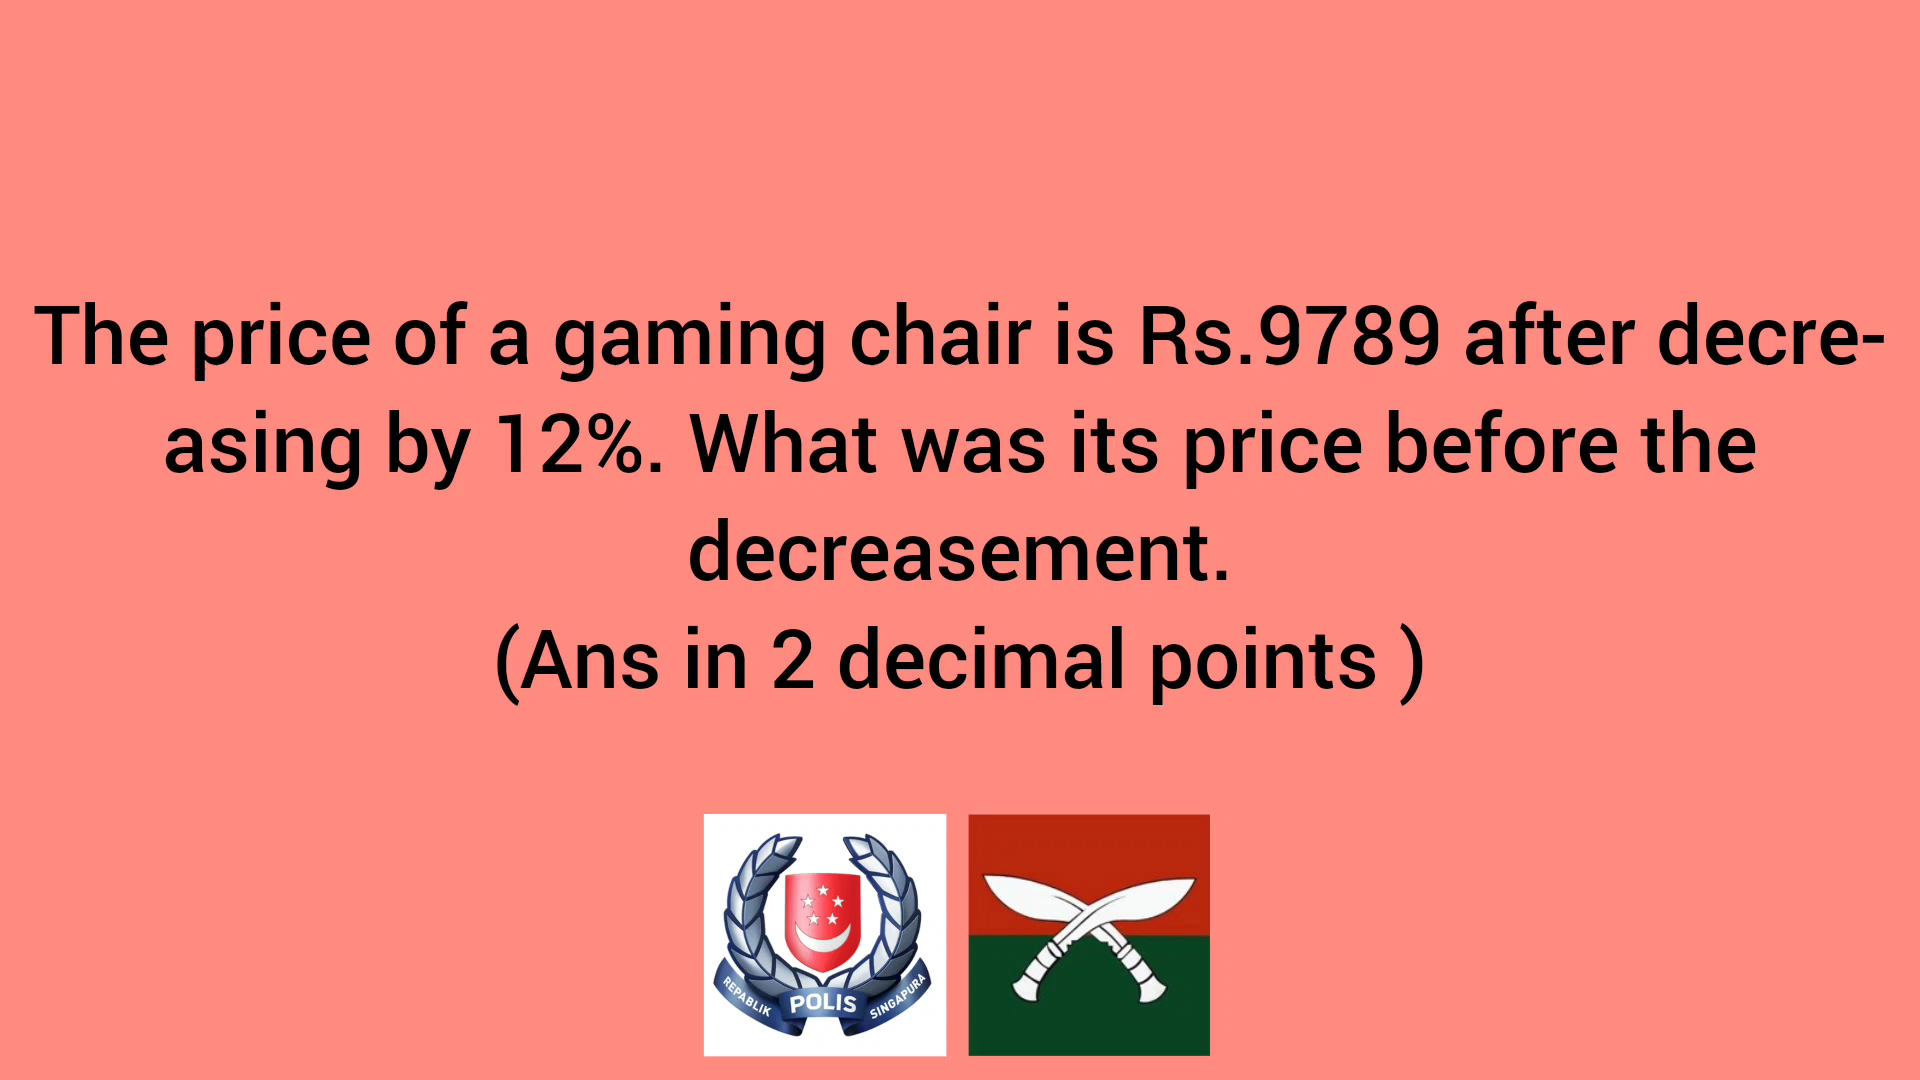 The price of a gaming chair is Rs.9789 after decre-
asing by 12%. What was its price before the
decreasement.
(Ans in 2 decimal points )
REPABLIK POLIS SINGAPURA